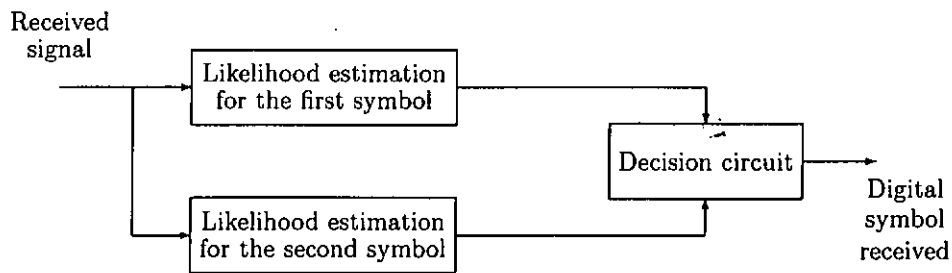 Received
signal
Likelihood estimation
for the first symbol
Decision circuit
Likelihood estimation
for the second symbol
Digital
symbol
received